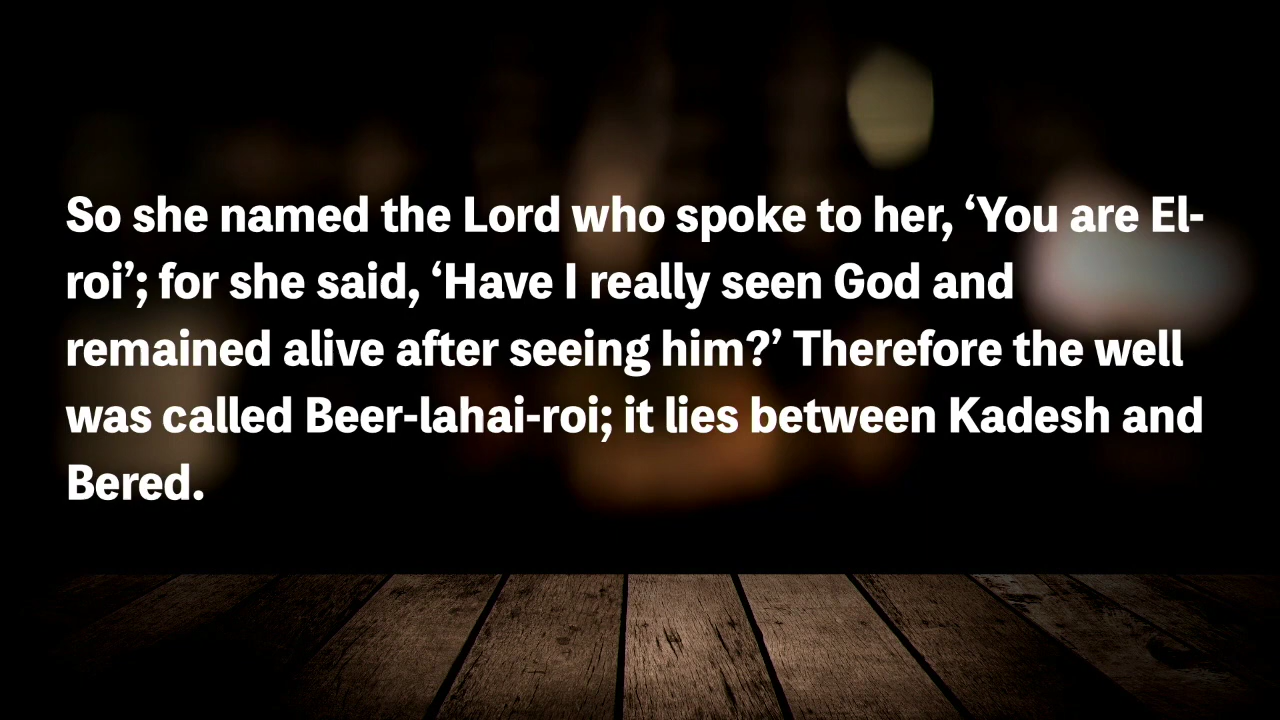 So she named the Lord who spoke to her, ‘You are El-
roi’; for she said, ‘Have I really seen God and
remained alive after seeing him?’ Therefore the well
was called Beer-lahai-roi; it lies between Kadesh and
Bered.